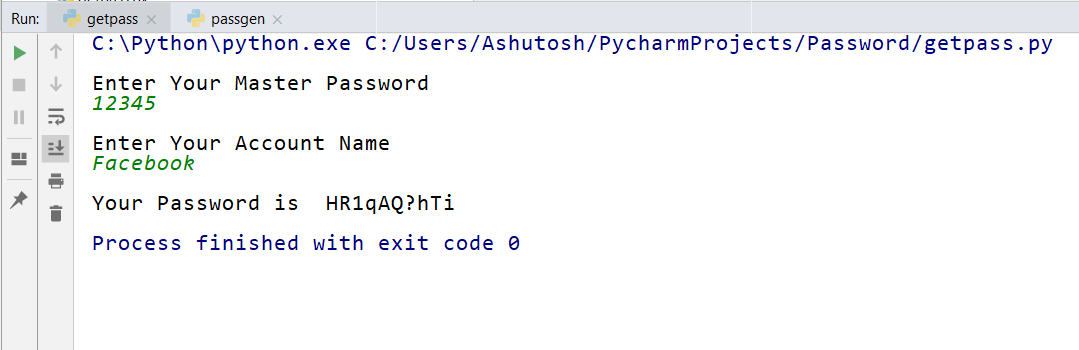 Run: getpass passgen
C:\Python\python.exe C:/Users/Ashutosh/PycharmProjects/Password/getpass.py
Enter Your Master Password
12345
Enter Your Account Name
Facebook
Your Password is  HR1qAQ?hTi
Process finished with exit code 0